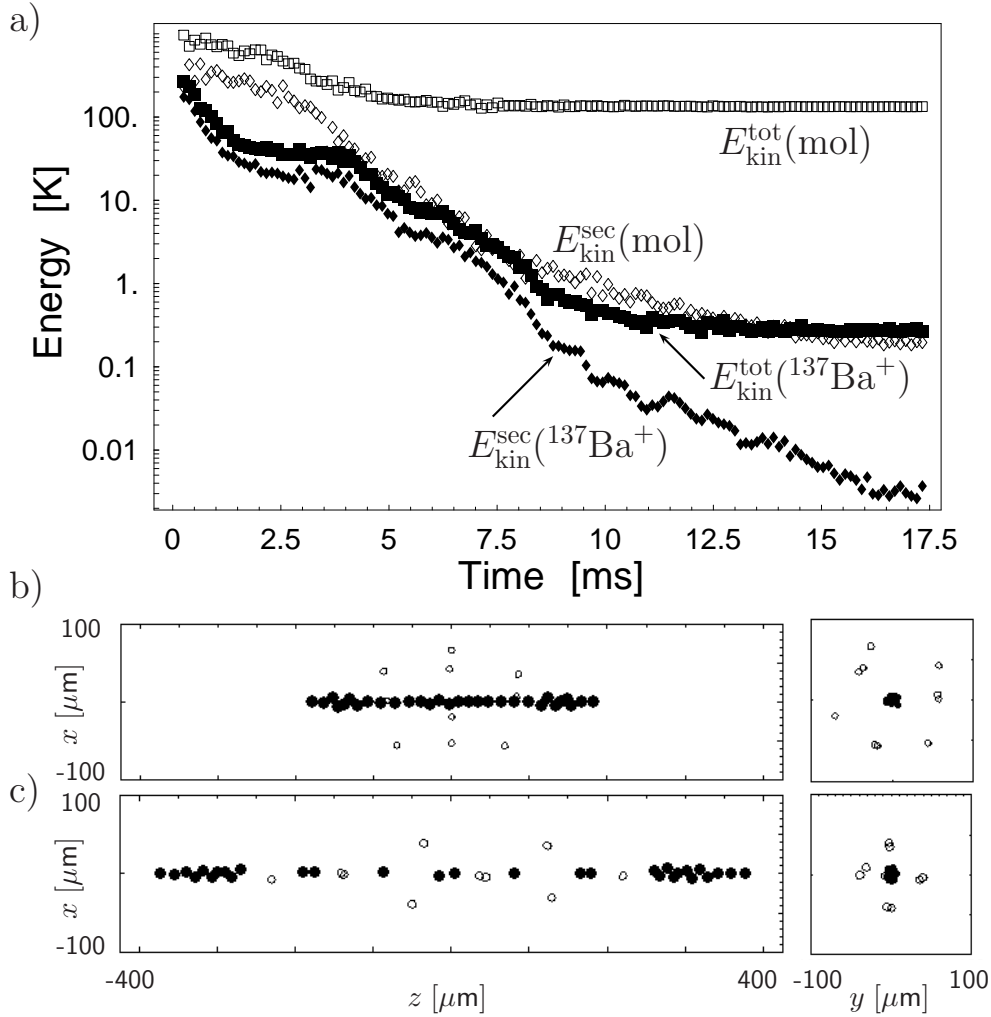 a)
Energy [K]
100.
10.
1.
0.1
0.01
E_kin^tot(mol)
E_kin^sec(mol)
E_kin^tot(^137Ba^+)
E_kin^sec(^137Ba^+)
0 2.5 5 7.5 10 12.5 15 17.5
Time [ms]
b)
100
x [μm]
-100
c)
100
x [μm]
-100
-400 400
z [μm]
-100 100
y [μm]